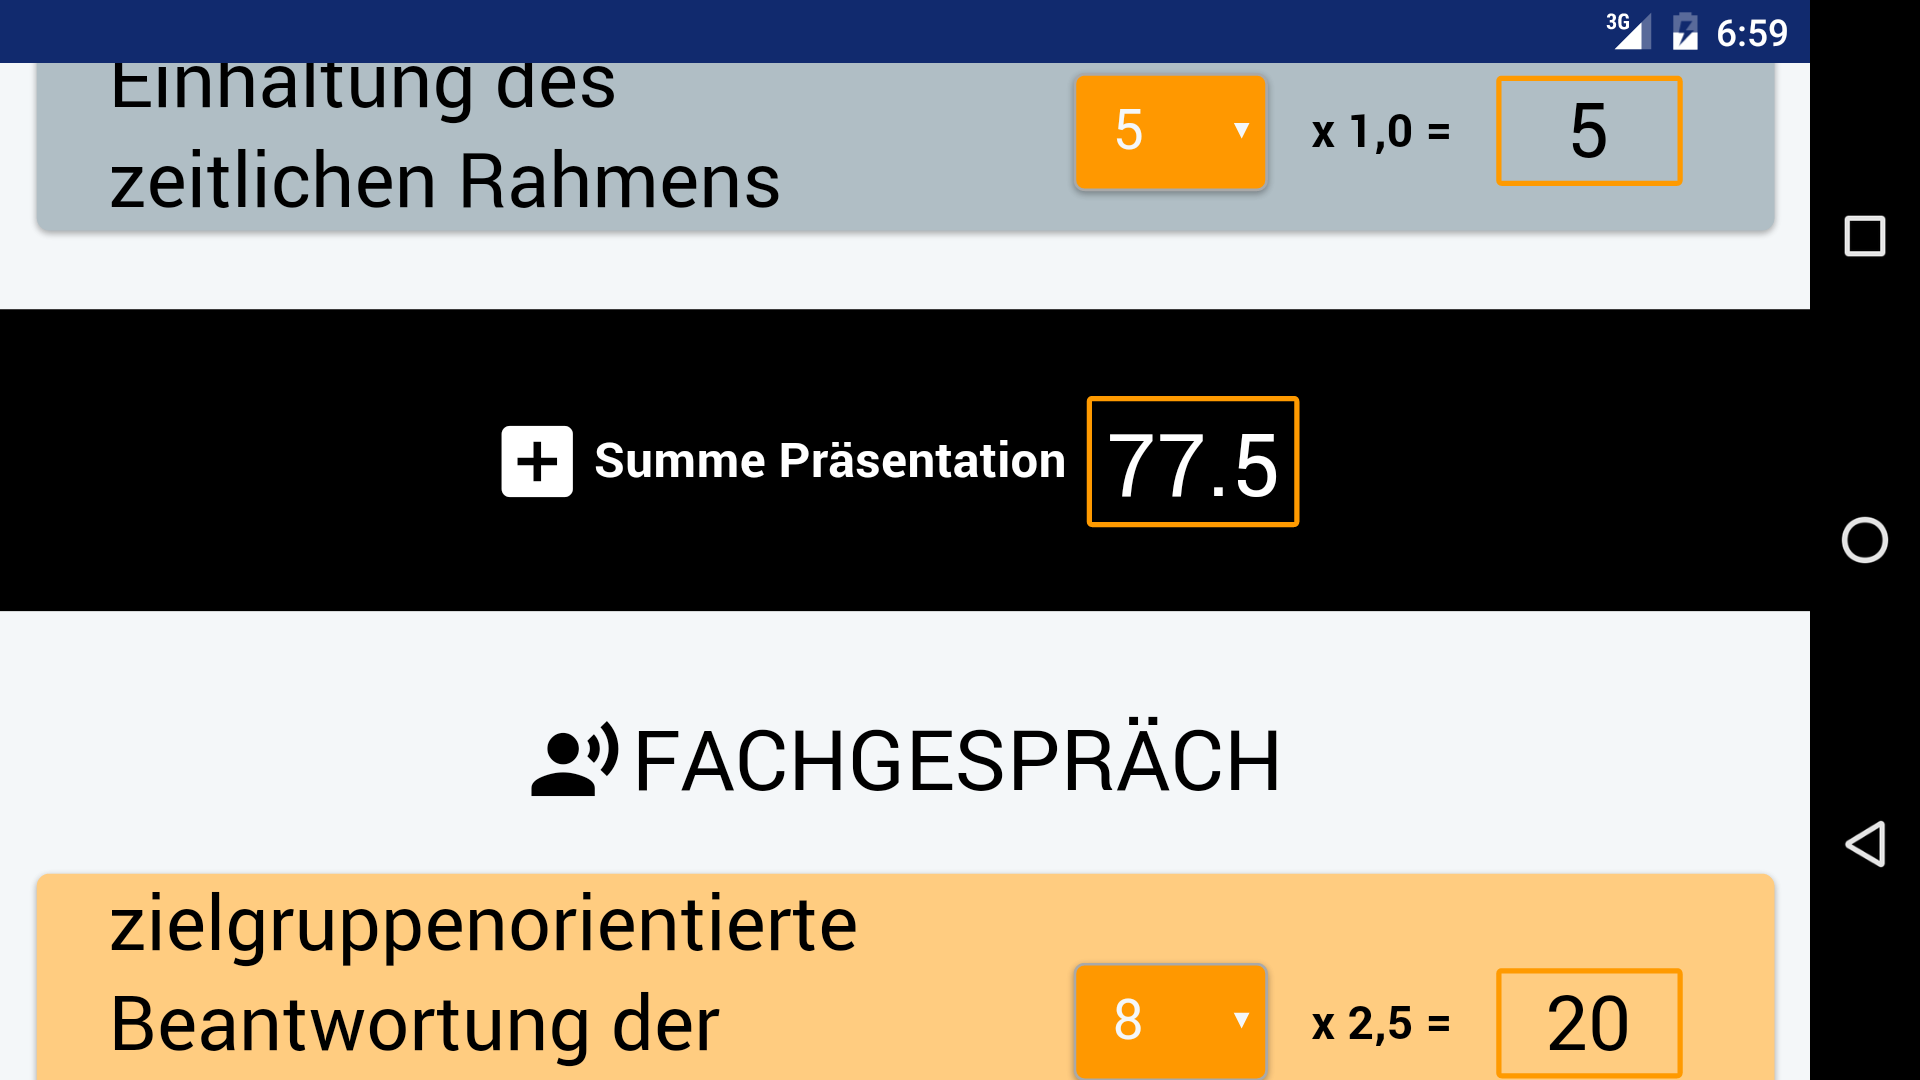 3G 6:59
Einhaltung des
zeitlichen Rahmens
5 ▼ x 1,0 = 5
Summe Präsentation 77.5
FACHGESPRÄCH
zielgruppenorientierte
Beantwortung der
8 ▼ x 2,5 = 20